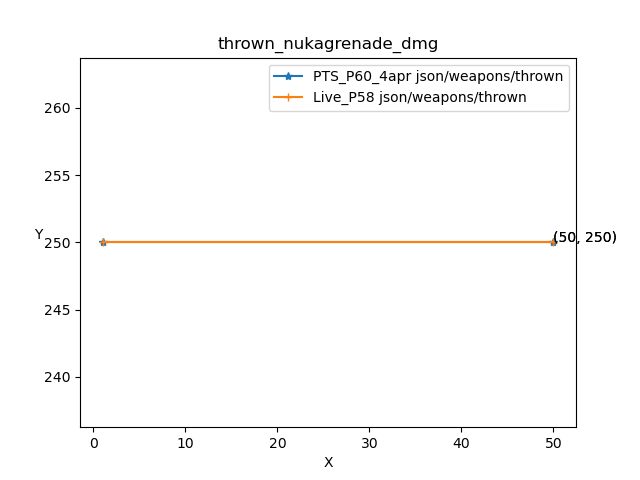 thrown_nukagrenade_dmg
PTS_P60_4apr json/weapons/thrown
Live_P58 json/weapons/thrown
260
255
Y
250
(50, 250)
245
240
0
10
20
30
40
50
X